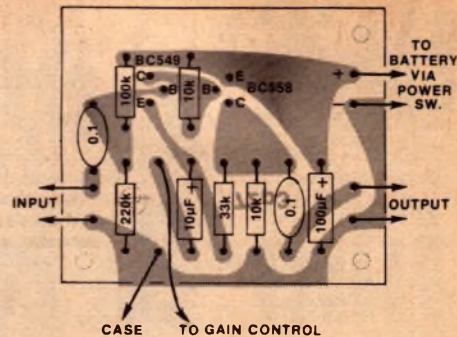 BC549
TO
BATTERY
VIA
POWER
SW.
100k
C
B
E
10k
E
B
C
BC558
+
–
0.1
INPUT
220k
10µF +
33k
10k
0.1
100µF +
OUTPUT
CASE
TO GAIN CONTROL